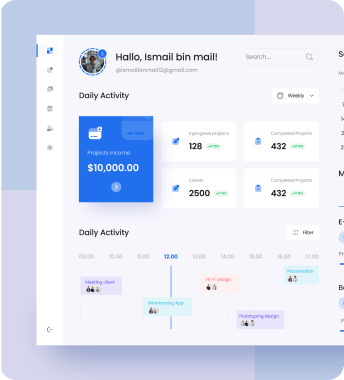 Hallo, Ismail bin mail!
@ismailbinmail12@gmail.com
Search...
Daily Activity
Weekly
Projects Income
$10,000.00
In progress projects
128
Completed Projects
432
Clients
2500
Completed Projects
432
Daily Activity
Filter
09.00 10.00 11.00 12.00 13.00 14.00 15.00 16.00 17.00
Meeting client
Hi-Fi design
Presentation
Wireframing App
Prototyping design